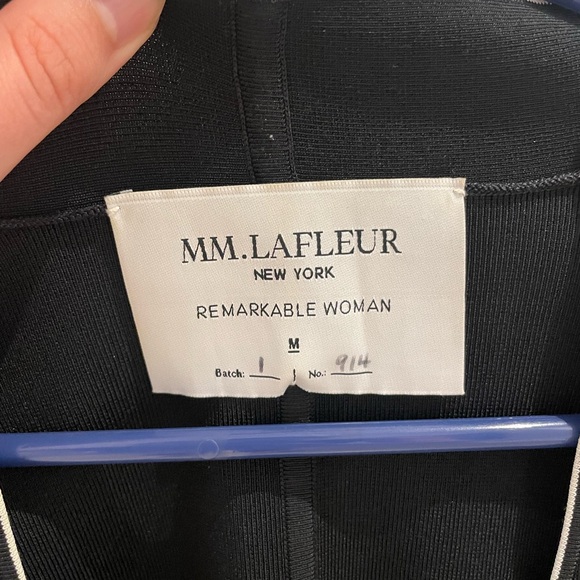 MM.LAFLEUR
NEW YORK
REMARKABLE WOMAN
M
Batch: 1 No.: 914